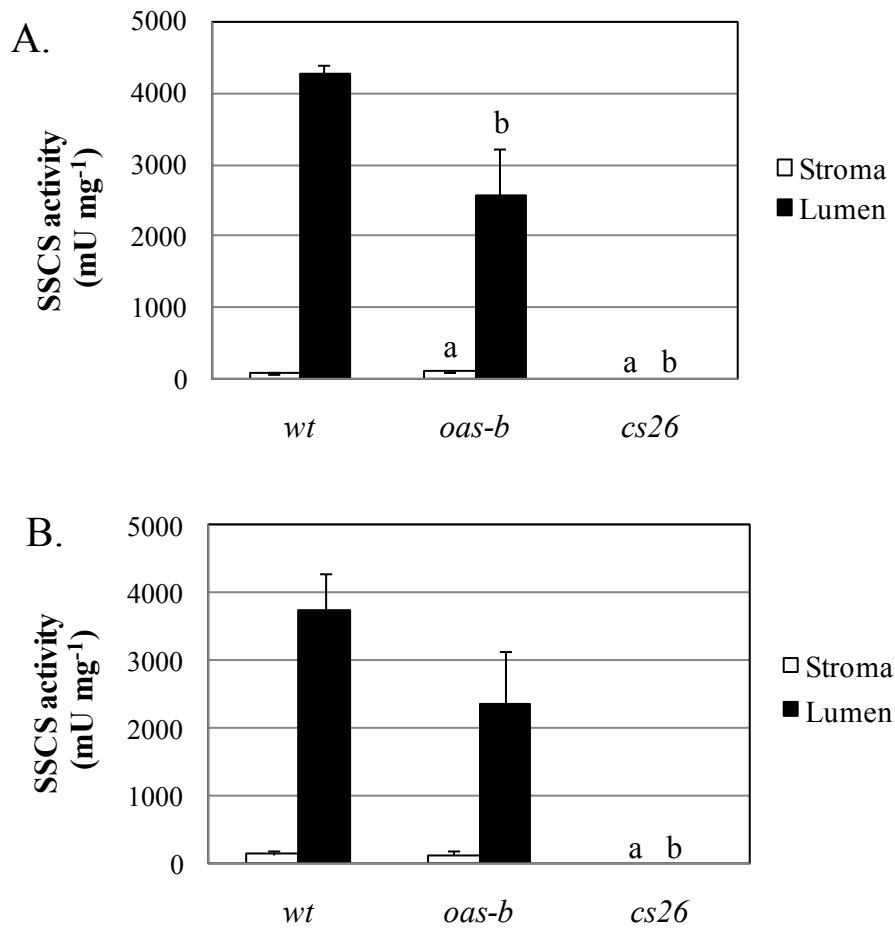 A.
SSCS activity
(mU mg⁻¹)
5000
4000
3000
2000
1000
0
b
a
a b
wt oas-b cs26
Stroma
Lumen
B.
SSCS activity
(mU mg⁻¹)
5000
4000
3000
2000
1000
0
a b
wt oas-b cs26
Stroma
Lumen